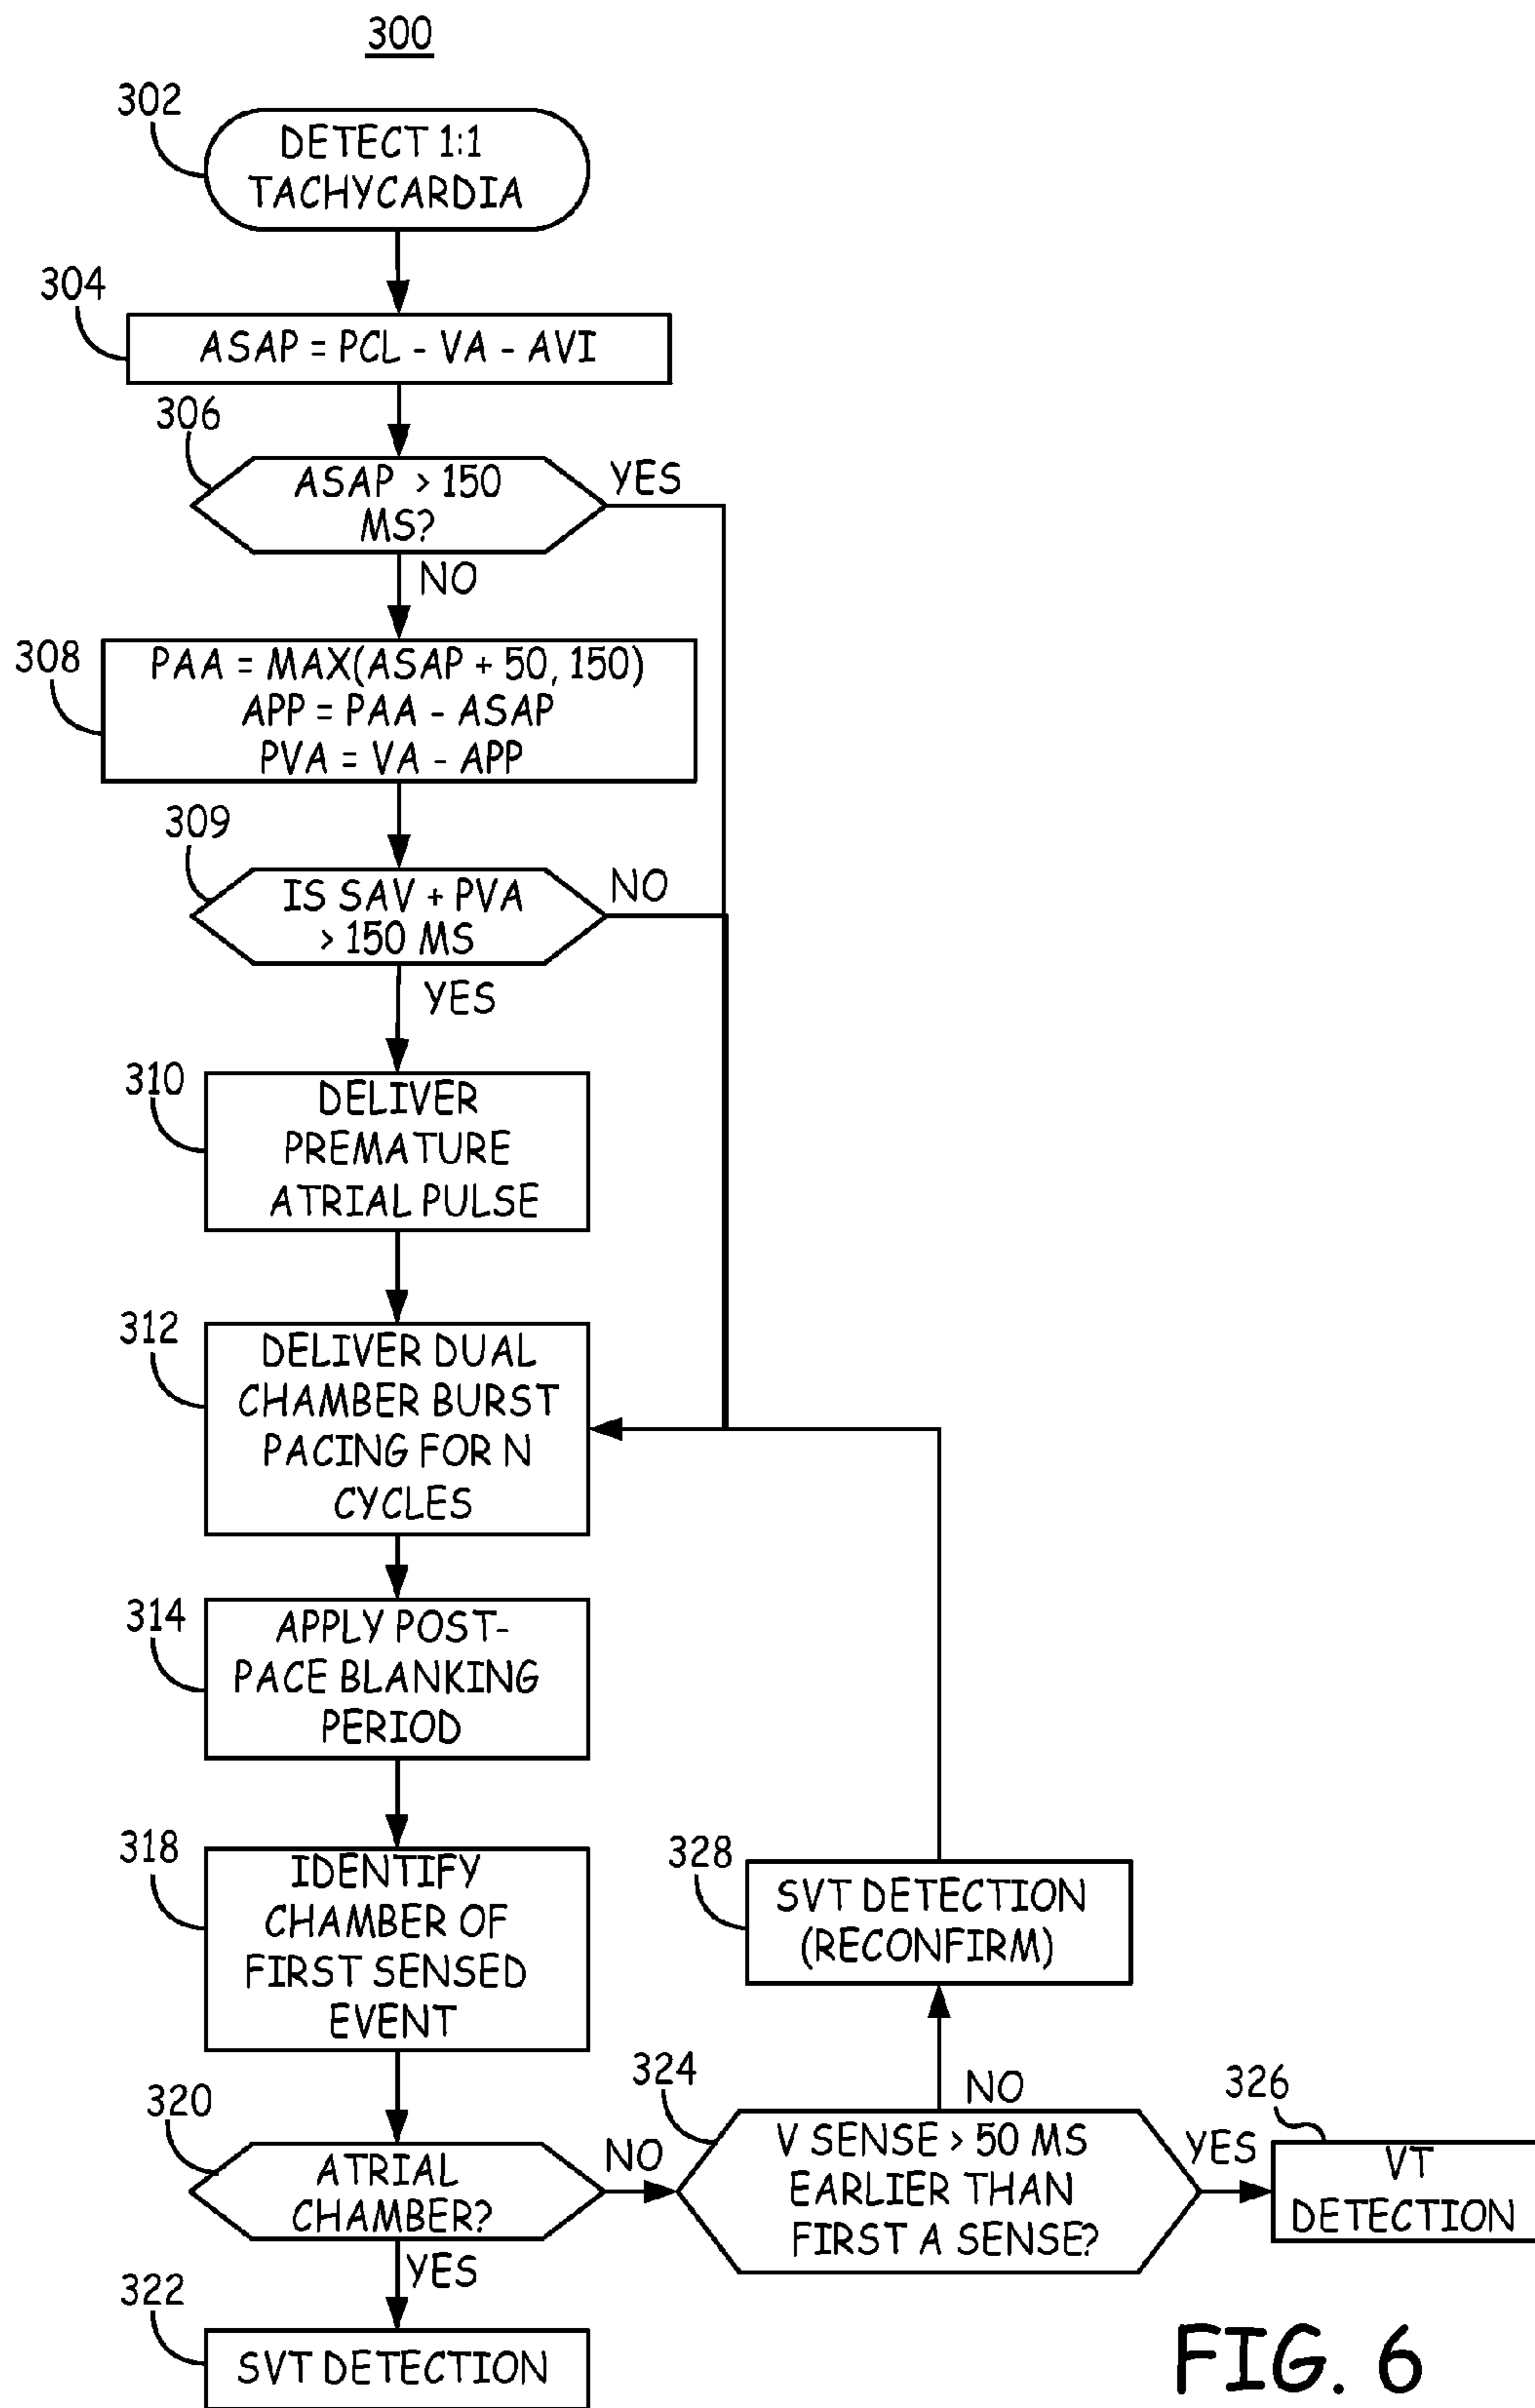 300
302
DETECT 1:1
TACHYCARDIA
304
ASAP = PCL - VA - AVI
306
ASAP > 150
MS?
YES
NO
308
PAA = MAX(ASAP + 50, 150)
APP = PAA - ASAP
PVA = VA - APP
309
IS SAV + PVA
> 150 MS
NO
YES
310
DELIVER
PREMATURE
ATRIAL PULSE
312
DELIVER DUAL
CHAMBER BURST
PACING FOR N
CYCLES
314
APPLY POST-
PACE BLANKING
PERIOD
318
IDENTIFY
CHAMBER OF
FIRST SENSED
EVENT
328
SVT DETECTION
(RECONFIRM)
320
ATRIAL
CHAMBER?
NO
YES
324
V SENSE > 50 MS
EARLIER THAN
FIRST A SENSE?
NO
YES
326
VT
DETECTION
322
SVT DETECTION
FIG. 6